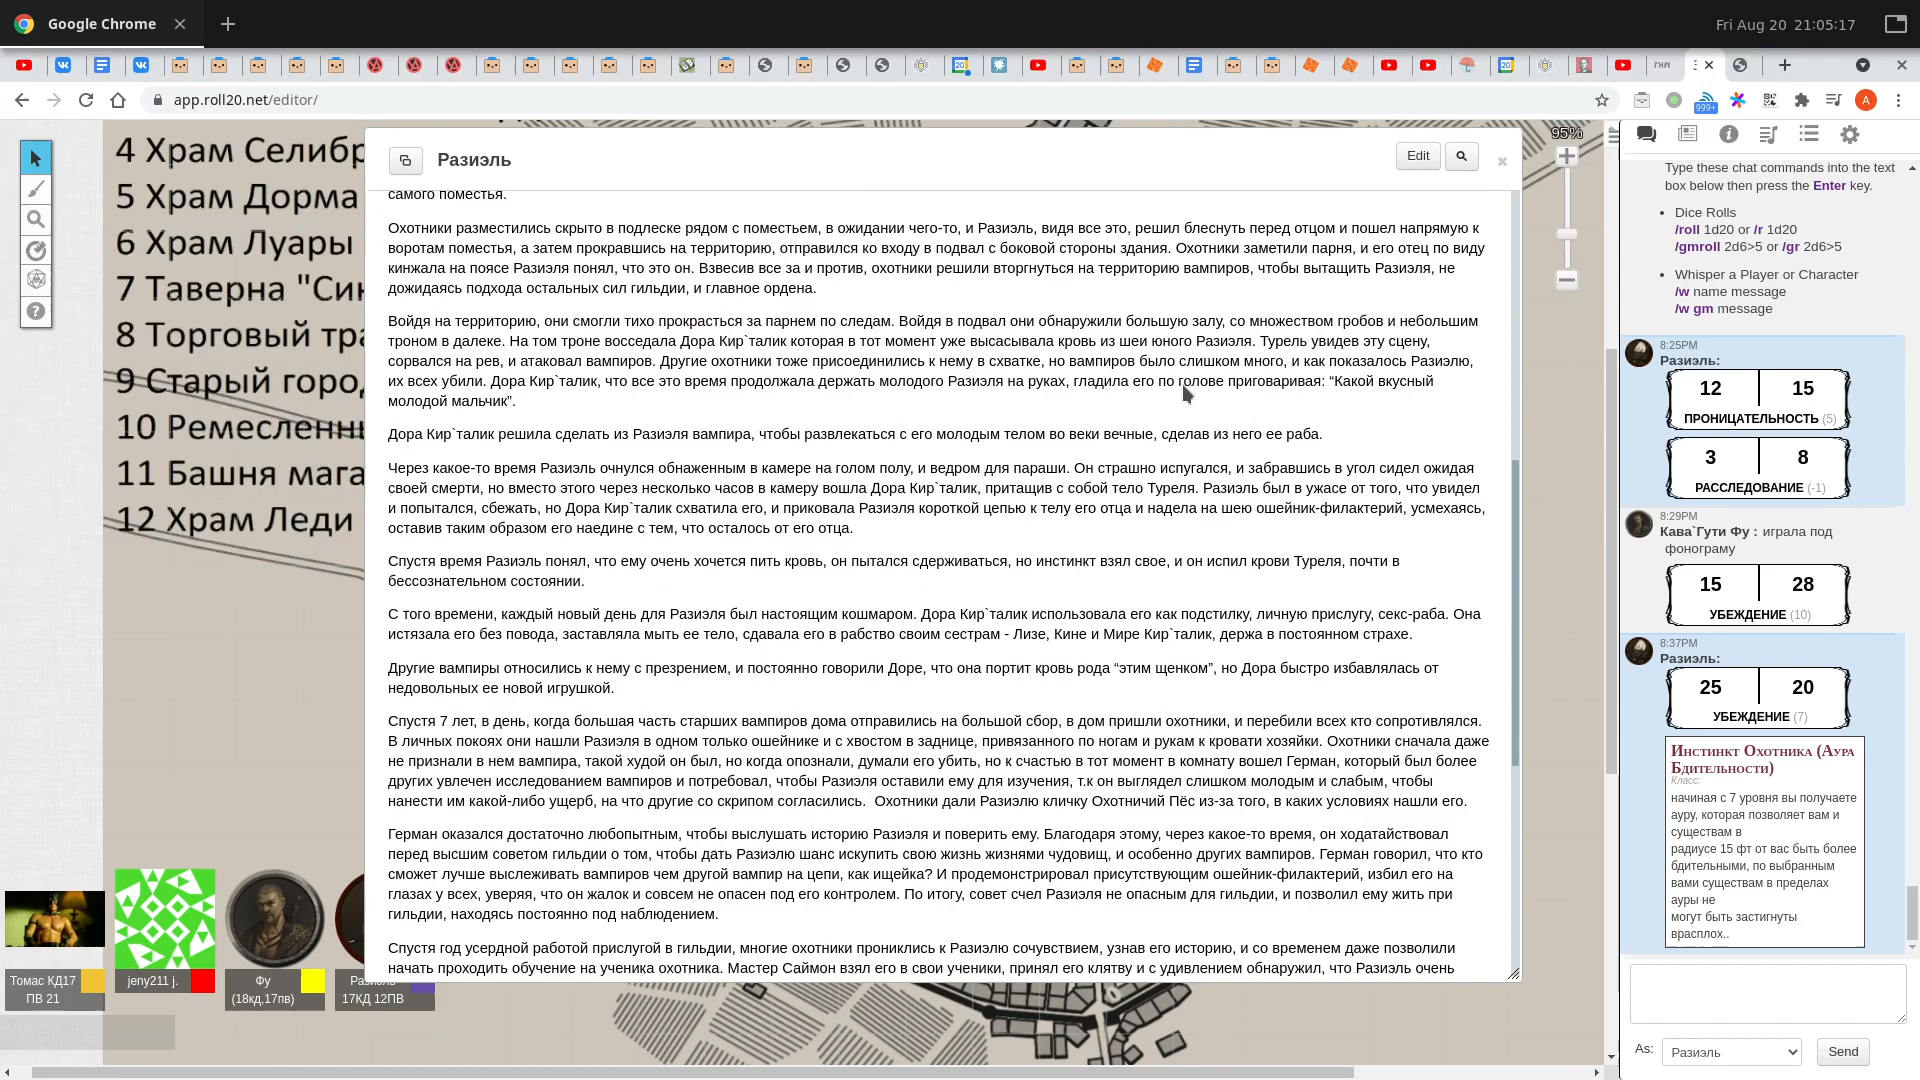 Google Chrome
Fri Aug 20 21:05:17
app.roll20.net/editor/
999+
A
4 Храм Селибр
5 Храм Дорма
6 Храм Луары
7 Таверна "Син
8 Торговый тра
9 Старый город
10 Ремесленны
11 Башня мага
12 Храм Леди
95%
Разиэль
Edit
самого поместья.
Охотники разместились скрыто в подлеске рядом с поместьем, в ожидании чего-то, и Разиэль, видя все это, решил блеснуть перед отцом и пошел напрямую к
воротам поместья, а затем прокравшись на территорию, отправился ко входу в подвал с боковой стороны здания. Охотники заметили парня, и его отец по виду
кинжала на поясе Разиэля понял, что это он. Взвесив все за и против, охотники решили вторгнуться на территорию вампиров, чтобы вытащить Разиэля, не
дожидаясь подхода остальных сил гильдии, и главное ордена.
Войдя на территорию, они смогли тихо прокрасться за парнем по следам. Войдя в подвал они обнаружили большую залу, со множеством гробов и небольшим
троном в далеке. На том троне восседала Дора Кир`талик которая в тот момент уже высасывала кровь из шеи юного Разиэля. Турель увидев эту сцену,
сорвался на рев, и атаковал вампиров. Другие охотники тоже присоединились к нему в схватке, но вампиров было слишком много, и как показалось Разиэлю,
их всех убили. Дора Кир`талик, что все это время продолжала держать молодого Разиэля на руках, гладила его по голове приговаривая: “Какой вкусный
молодой мальчик”.
Дора Кир`талик решила сделать из Разиэля вампира, чтобы развлекаться с его молодым телом во веки вечные, сделав из него ее раба.
Через какое-то время Разиэль очнулся обнаженным в камере на голом полу, и ведром для параши. Он страшно испугался, и забравшись в угол сидел ожидая
своей смерти, но вместо этого через несколько часов в камеру вошла Дора Кир`талик, притащив с собой тело Туреля. Разиэль был в ужасе от того, что увидел
и попытался, сбежать, но Дора Кир`талик схватила его, и приковала Разиэля короткой цепью к телу его отца и надела на шею ошейник-филактерий, усмехаясь,
оставив таким образом его наедине с тем, что осталось от его отца.
Спустя время Разиэль понял, что ему очень хочется пить кровь, он пытался сдерживаться, но инстинкт взял свое, и он испил крови Туреля, почти в
бессознательном состоянии.
С того времени, каждый новый день для Разиэля был настоящим кошмаром. Дора Кир`талик использовала его как подстилку, личную прислугу, секс-раба. Она
истязала его без повода, заставляла мыть ее тело, сдавала его в рабство своим сестрам - Лизе, Кине и Мире Кир`талик, держа в постоянном страхе.
Другие вампиры относились к нему с презрением, и постоянно говорили Доре, что она портит кровь рода “этим щенком”, но Дора быстро избавлялась от
недовольных ее новой игрушкой.
Спустя 7 лет, в день, когда большая часть старших вампиров дома отправились на большой сбор, в дом пришли охотники, и перебили всех кто сопротивлялся.
В личных покоях они нашли Разиэля в одном только ошейнике и с хвостом в заднице, привязанного по ногам и рукам к кровати хозяйки. Охотники сначала даже
не признали в нем вампира, такой худой он был, но когда опознали, думали его убить, но к счастью в тот момент в комнату вошел Герман, который был более
других увлечен исследованием вампиров и потребовал, чтобы Разиэля оставили ему для изучения, т.к он выглядел слишком молодым и слабым, чтобы
нанести им какой-либо ущерб, на что другие со скрипом согласились.  Охотники дали Разиэлю кличку Охотничий Пёс из-за того, в каких условиях нашли его.
Герман оказался достаточно любопытным, чтобы выслушать историю Разиэля и поверить ему. Благодаря этому, через какое-то время, он ходатайствовал
перед высшим советом гильдии о том, чтобы дать Разиэлю шанс искупить свою жизнь жизнями чудовищ, и особенно других вампиров. Герман говорил, что кто
сможет лучше выслеживать вампиров чем другой вампир на цепи, как ищейка? И продемонстрировал присутствующим ошейник-филактерий, избил его на
глазах у всех, уверяя, что он жалок и совсем не опасен под его контролем. По итогу, совет счел Разиэля не опасным для гильдии, и позволил ему жить при
гильдии, находясь постоянно под наблюдением.
Спустя год усердной работой прислугой в гильдии, многие охотники прониклись к Разиэлю сочувствием, узнав его историю, и со временем даже позволили
начать проходить обучение на ученика охотника. Мастер Саймон взял его в свои ученики, принял его клятву и с удивлением обнаружил, что Разиэль очень
Томас КД17
ПВ 21
jeny211 j.
Фу
(18кд,17пв)
Разиэль
17КД 12ПВ
Type these chat commands into the text
box below then press the Enter key.
Dice Rolls
/roll 1d20 or /r 1d20
/gmroll 2d6>5 or /gr 2d6>5
Whisper a Player or Character
/w name message
/w gm message
8:25PM
Разиэль:
12 15
ПРОНИЦАТЕЛЬНОСТЬ (5)
3 8
РАССЛЕДОВАНИЕ (-1)
8:29PM
Кава`Гути Фу : играла под
фонограму
15 28
УБЕЖДЕНИЕ (10)
8:37PM
Разиэль:
25 20
УБЕЖДЕНИЕ (7)
Инстинкт Охотника (Аура
Бдительности)
Класс:
начиная с 7 уровня вы получаете
ауру, которая позволяет вам и
существам в
радиусе 15 фт от вас быть более
бдительными, по выбранным
вами существам в пределах
ауры не
могут быть застигнуты
врасплох..
As:
Разиэль
Send